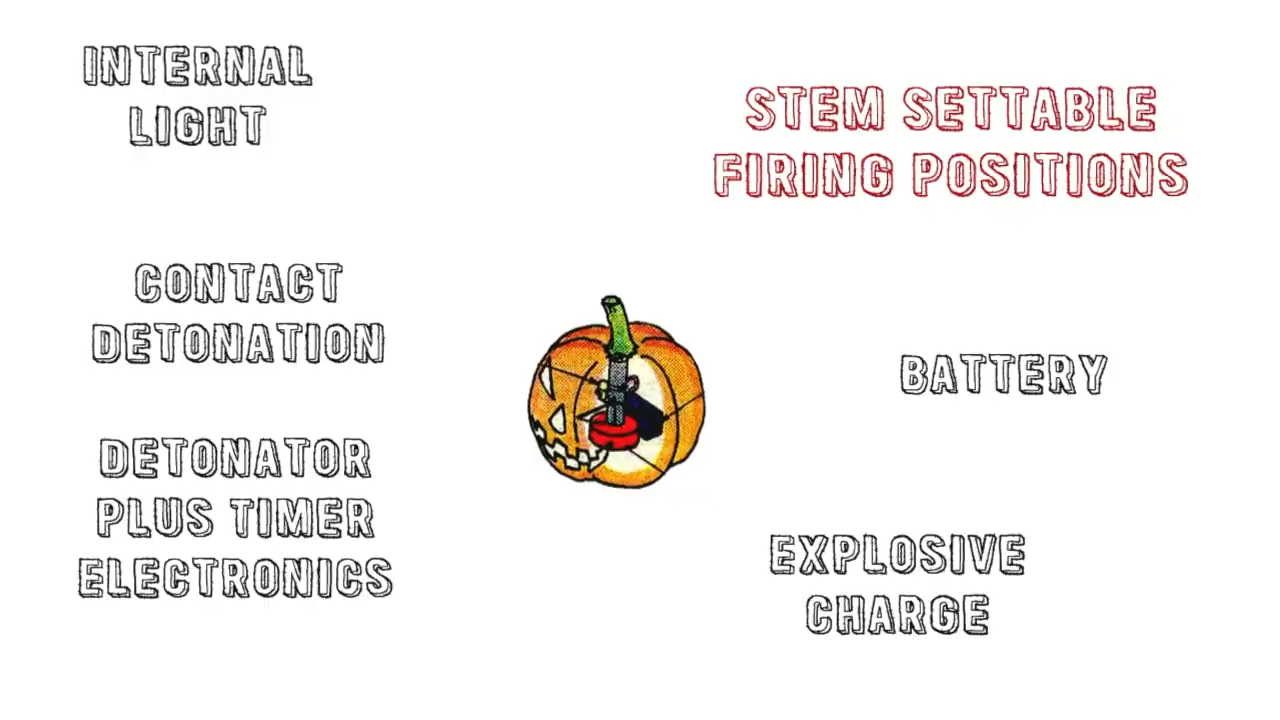 INTERNAL
LIGHT
STEM SETTABLE
FIRING POSITIONS
CONTACT
DETONATION
BATTERY
DETONATOR
PLUS TIMER
ELECTRONICS
EXPLOSIVE
CHARGE